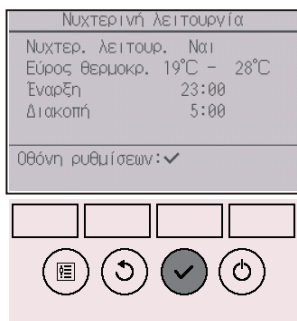 Νυχτερινή λειτουργία
Νυχτερ. λειτουρ. Ναι
Εύρος θερμοκρ. 19°C – 28°C
Έναρξη 23:00
Διακοπή 5:00
Οθόνη ρυθμίσεων:✓